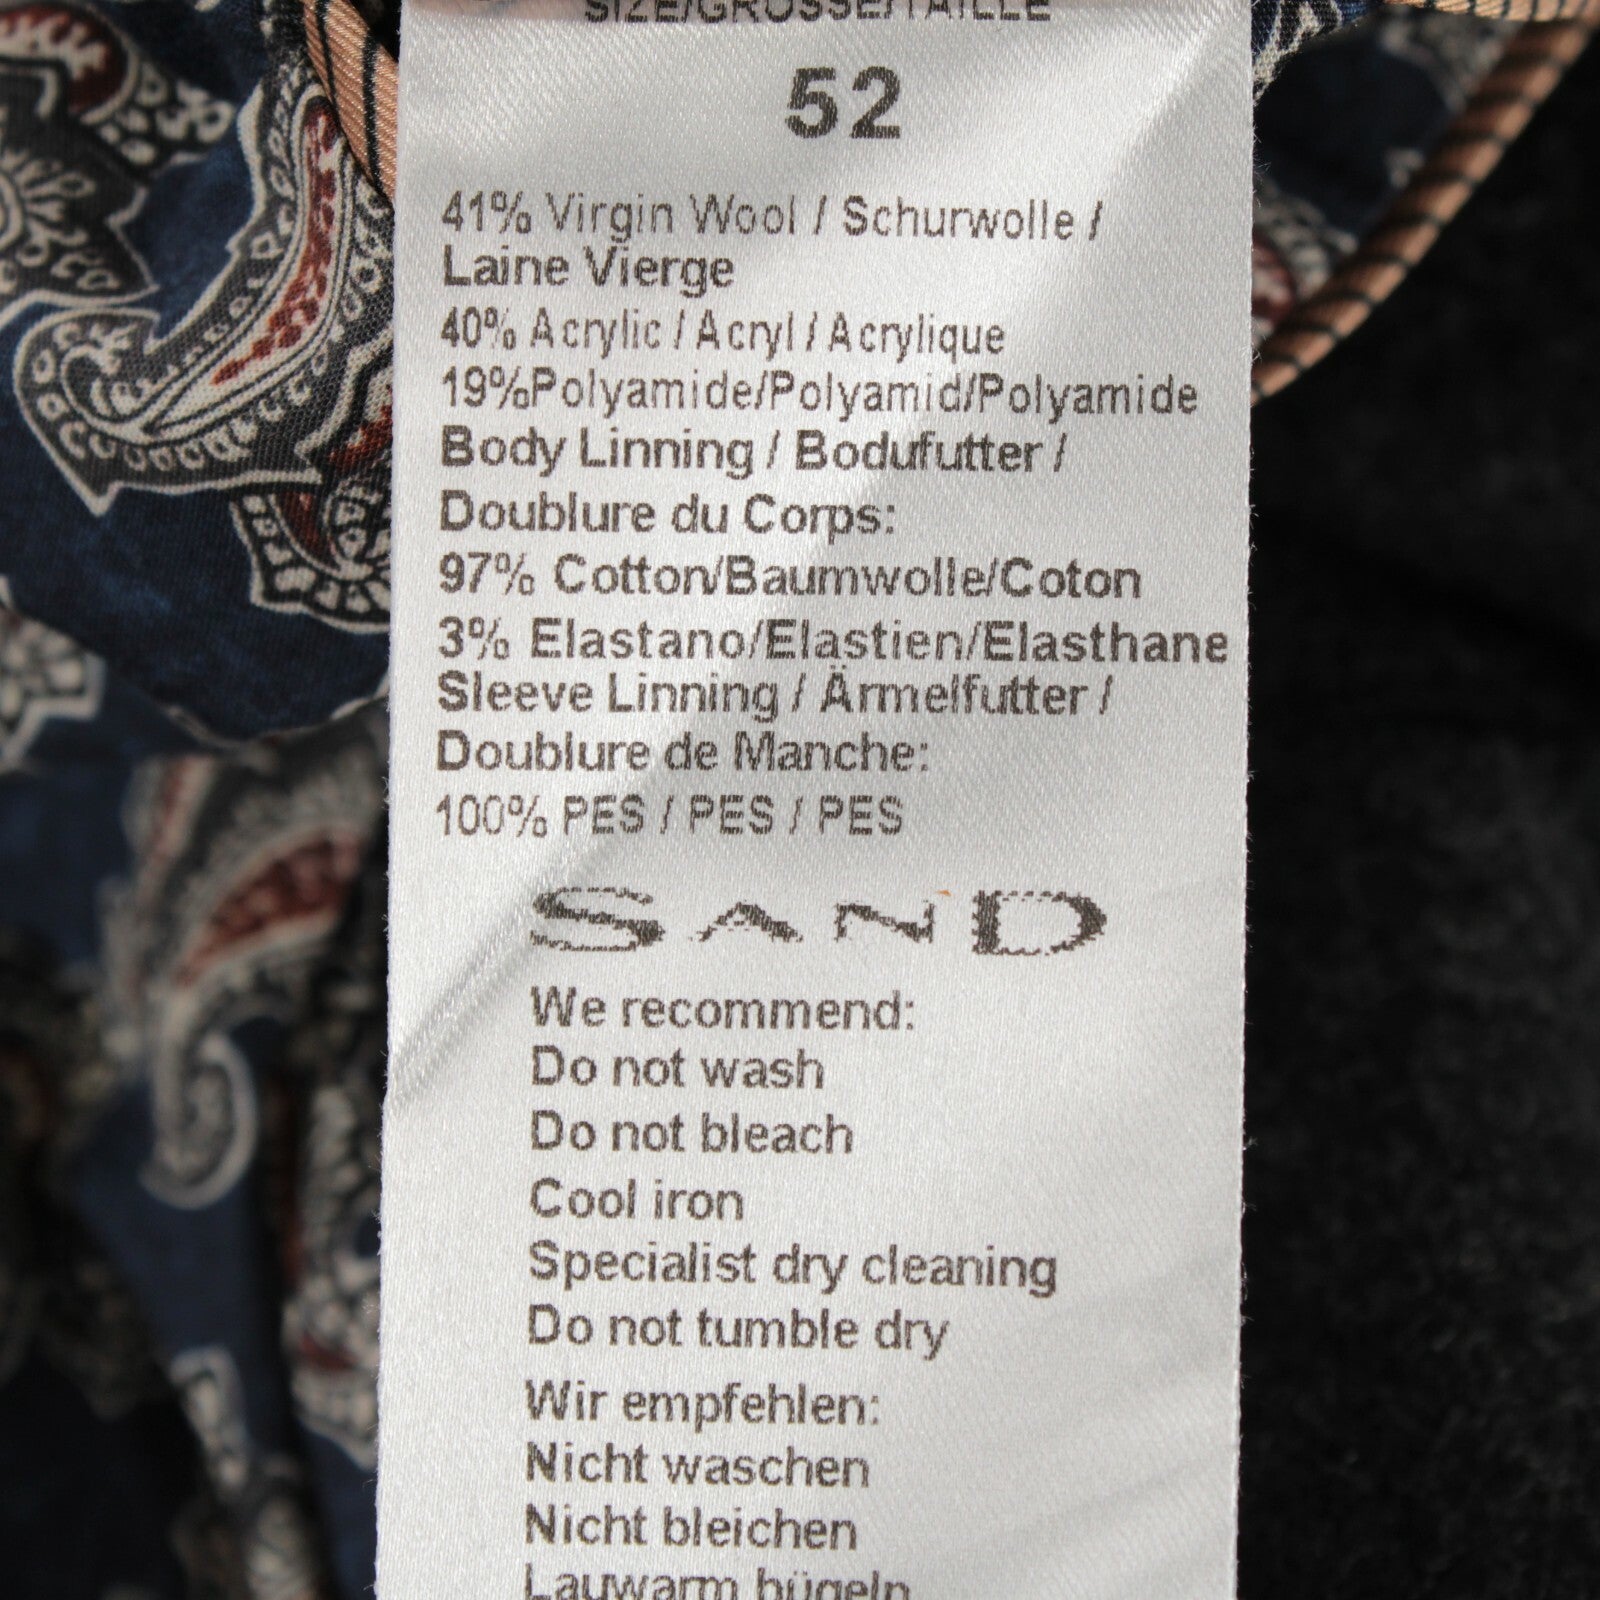 SIZE/GRÖSSE/TAILLE
52
41% Virgin Wool / Schurwolle /
Laine Vierge
40% Acrylic / Acryl / Acrylique
19%Polyamide/Polyamid/Polyamide
Body Linning / Bodufutter /
Doublure du Corps:
97% Cotton/Baumwolle/Coton
3% Elastano/Elastien/Elasthane
Sleeve Linning / Ärmelfutter /
Doublure de Manche:
100% PES / PES / PES
SAND
We recommend:
Do not wash
Do not bleach
Cool iron
Specialist dry cleaning
Do not tumble dry
Wir empfehlen:
Nicht waschen
Nicht bleichen
Lauwarm bügeln